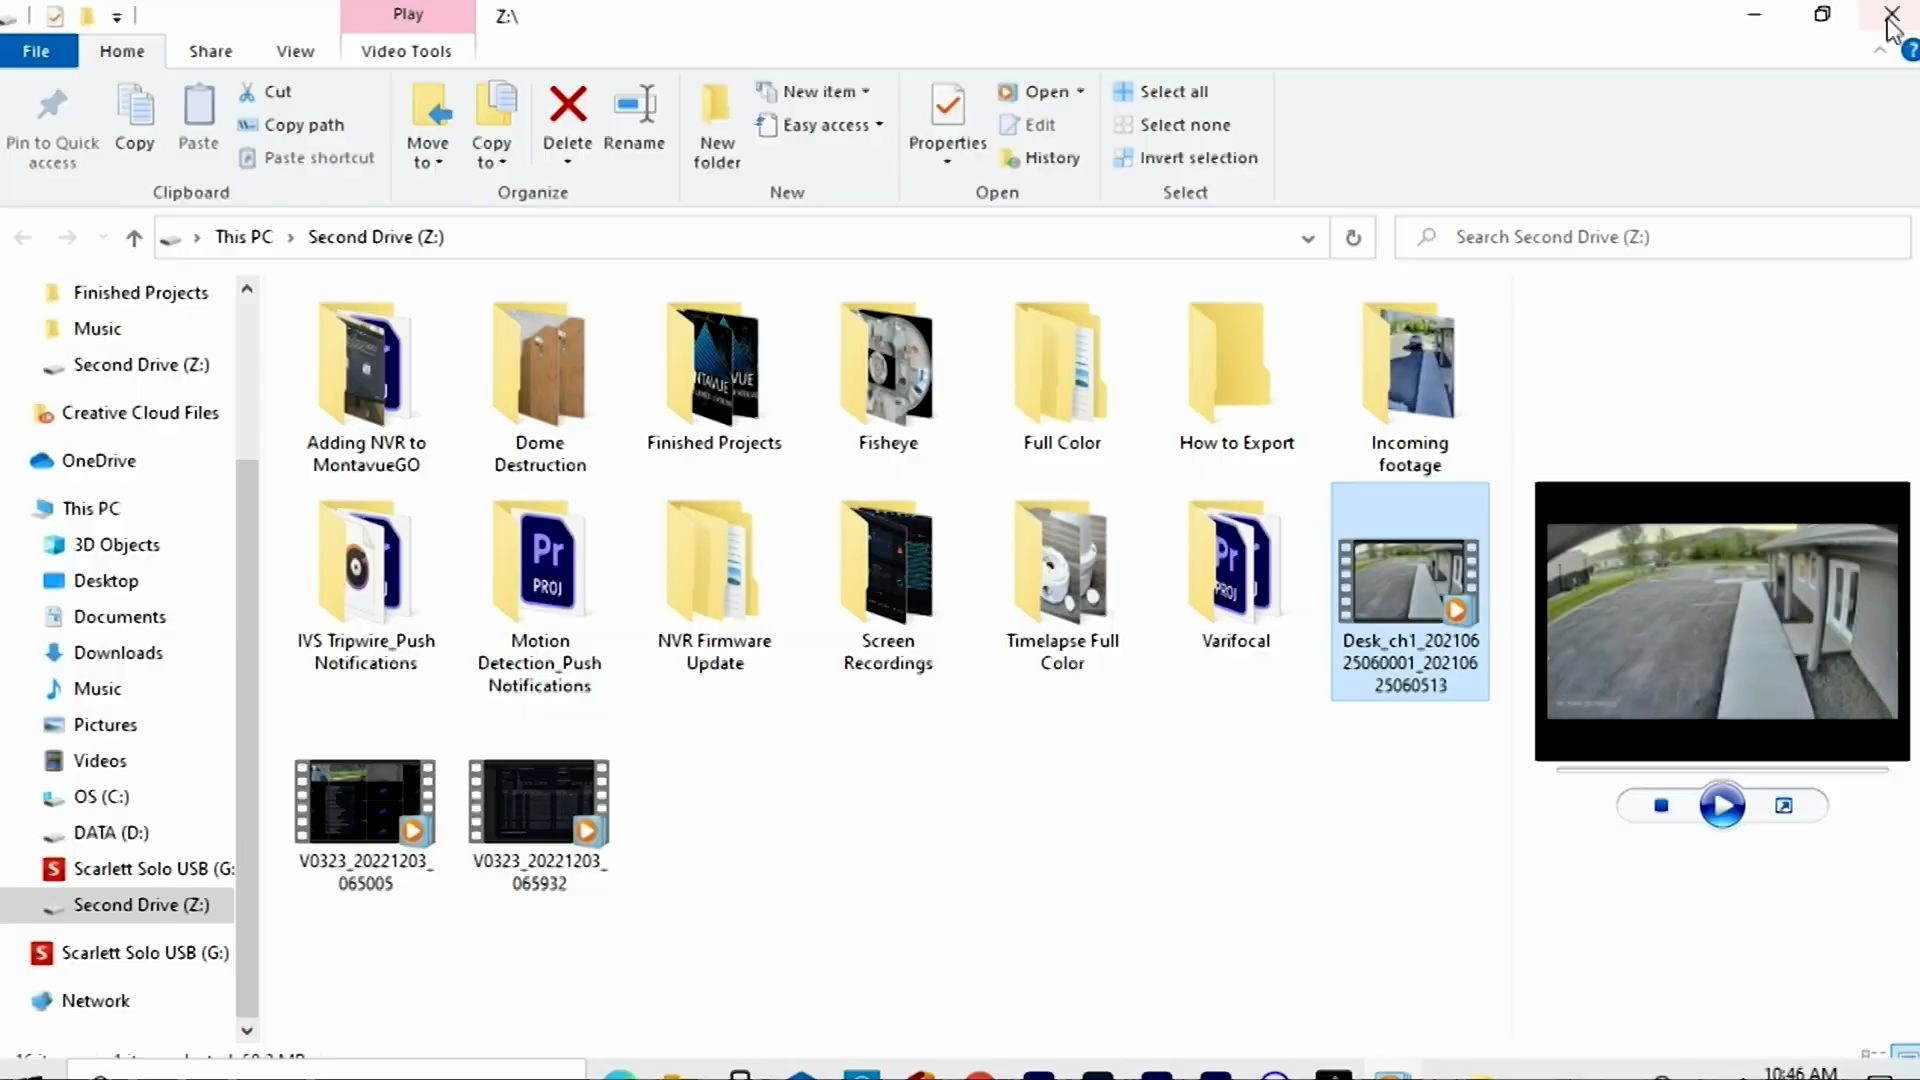 Play
Z:\
File
Home
Share
View
Video Tools
Pin to Quick
access
Copy
Paste
Cut
Copy path
Paste shortcut
Clipboard
Move
to
Copy
to
Delete
Rename
Organize
New
folder
New item
Easy access
New
Properties
Open
Edit
History
Open
Select all
Select none
Invert selection
Select
This PC
Second Drive (Z:)
Search Second Drive (Z:)
Finished Projects
Music
Second Drive (Z:)
Creative Cloud Files
OneDrive
This PC
3D Objects
Desktop
Documents
Downloads
Music
Pictures
Videos
OS (C:)
DATA (D:)
Scarlett Solo USB (G:
Second Drive (Z:)
Scarlett Solo USB (G:)
Network
Adding NVR to
MontavueGO
Dome
Destruction
Finished Projects
Fisheye
Full Color
How to Export
Incoming
footage
IVS Tripwire_Push
Notifications
Motion
Detection_Push
Notifications
NVR Firmware
Update
Screen
Recordings
Timelapse Full
Color
Varifocal
Desk_ch1_202106
25060001_202106
25060513
V0323_20221203_
065005
V0323_20221203_
065932
Pr
PROJ
10:46 AM